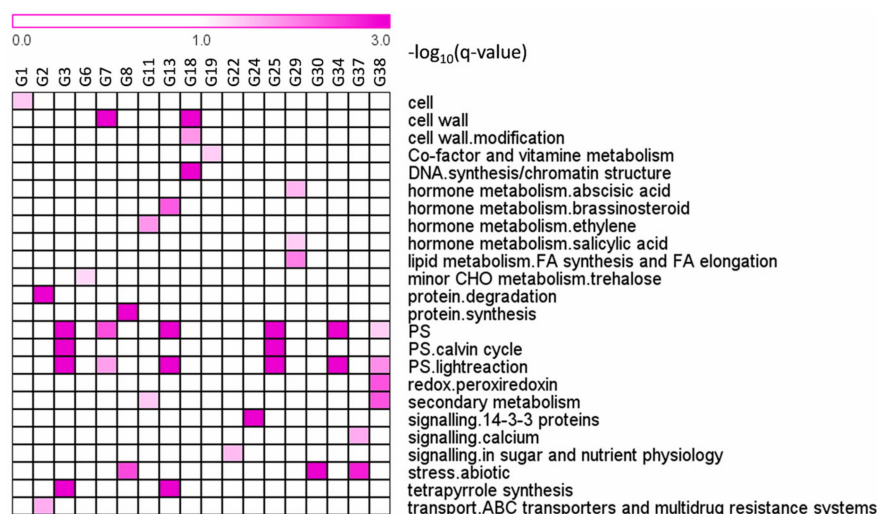 0.0 1.0 3.0
-log10(q-value)
G1 G2 G3 G6 G7 G8 G11 G13 G18 G19 G22 G24 G25 G29 G30 G34 G37 G38
cell
cell wall
cell wall.modification
Co-factor and vitamine metabolism
DNA.synthesis/chromatin structure
hormone metabolism.abscisic acid
hormone metabolism.brassinosteroid
hormone metabolism.ethylene
hormone metabolism.salicylic acid
lipid metabolism.FA synthesis and FA elongation
minor CHO metabolism.trehalose
protein.degradation
protein.synthesis
PS
PS.calvin cycle
PS.lightreaction
redox.peroxiredoxin
secondary metabolism
signalling.14-3-3 proteins
signalling.calcium
signalling.in sugar and nutrient physiology
stress.abiotic
tetrapyrrole synthesis
transport.ABC transporters and multidrug resistance systems